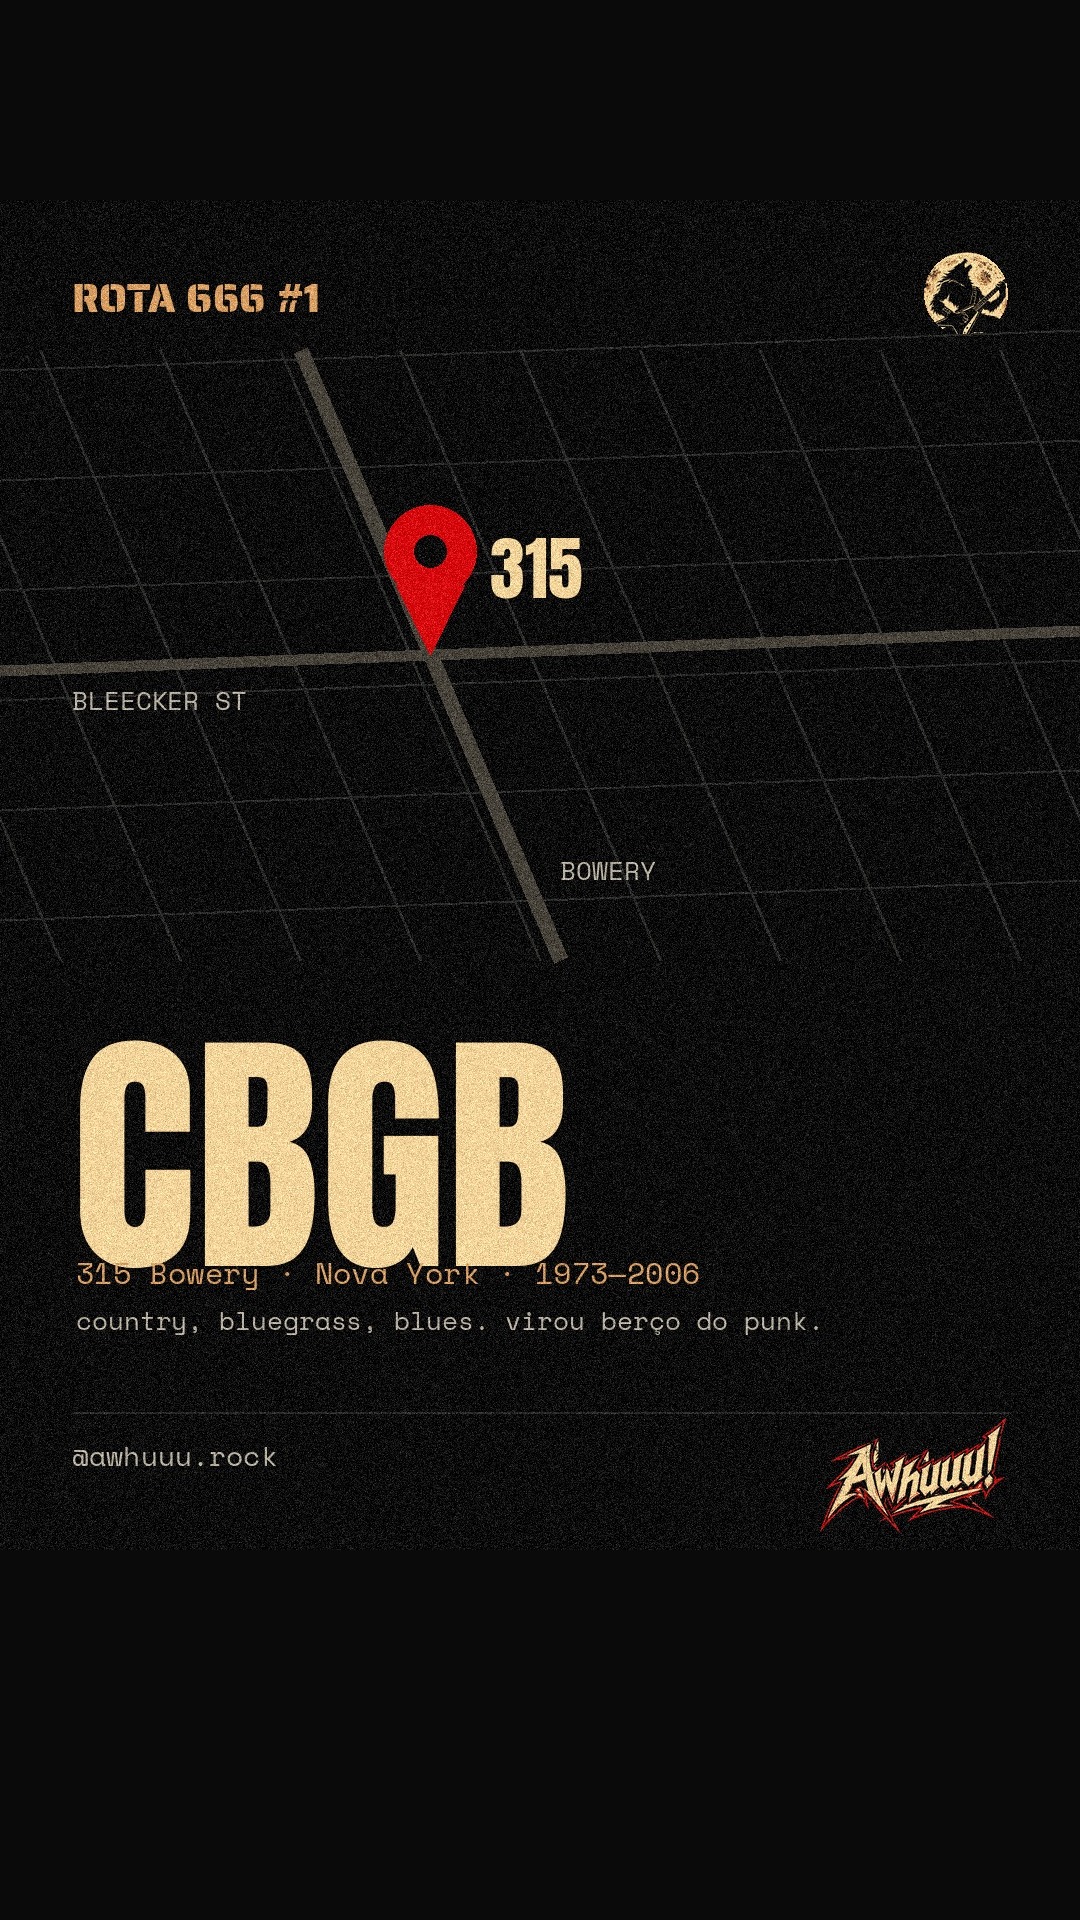 ROTA 666 #1
315
BLEECKER ST
BOWERY
CBGB
315 Bowery · Nova York · 1973—2006
country, bluegrass, blues. virou berço do punk.
@awhuuu.rock
Awhuuu!